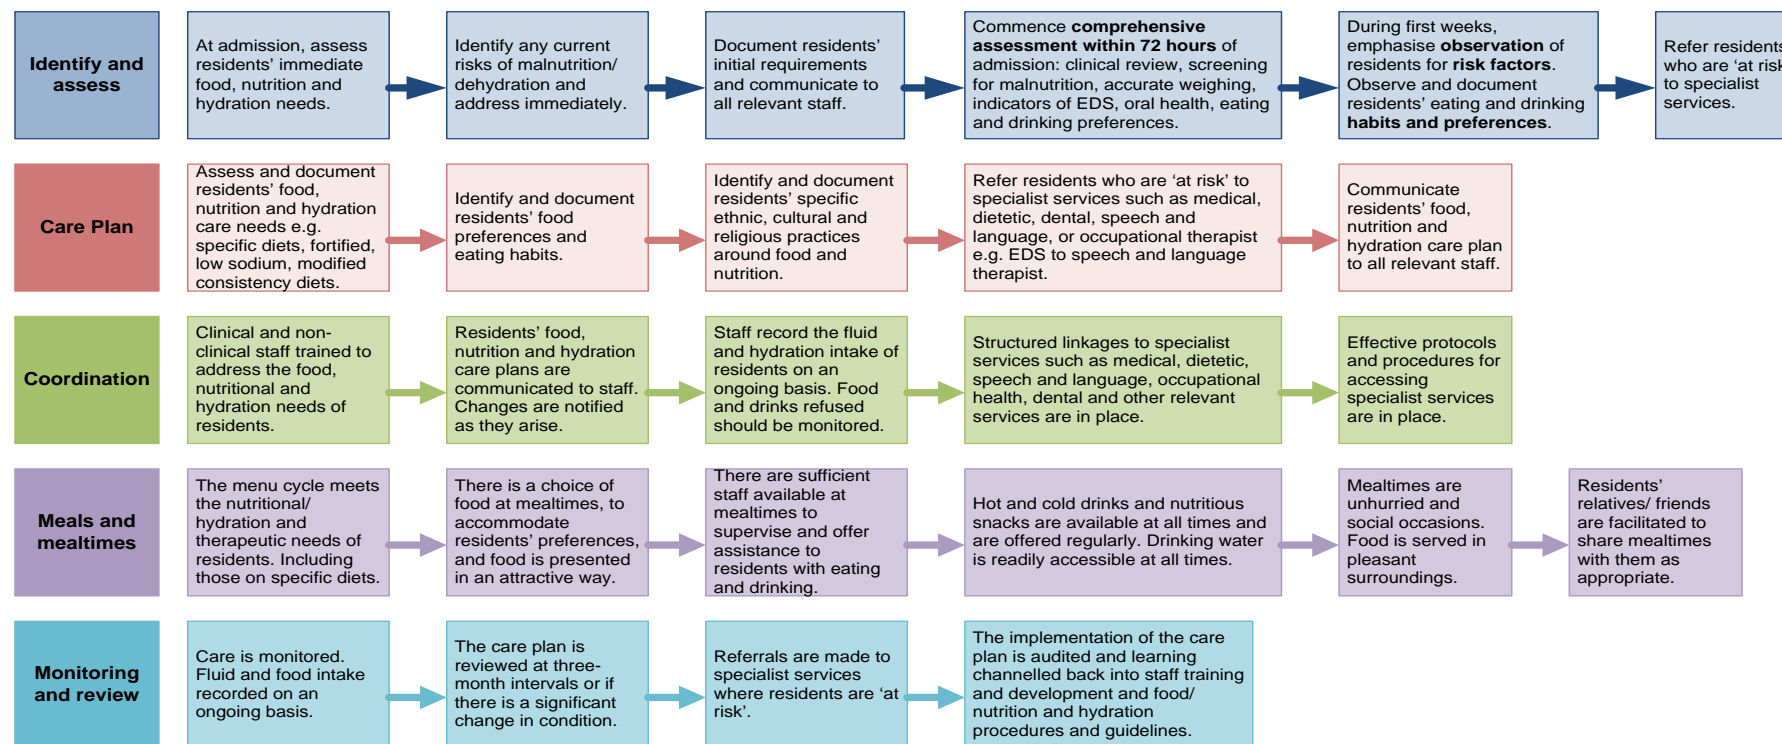 Identify and
assess
At admission, assess
residents' immediate
food, nutrition and
hydration needs.
Identify any current
risks of malnutrition/
dehydration and
address immediately.
Document residents'
initial requirements
and communicate to
all relevant staff.
Commence comprehensive
assessment within 72 hours of
admission: clinical review, screening
for malnutrition, accurate weighing,
indicators of EDS, oral health, eating
and drinking preferences.
During first weeks,
emphasise observation of
residents for risk factors.
Observe and document
residents' eating and drinking
habits and preferences.
Refer residents
who are 'at risk
to specialist
services.
Care Plan
Assess and document
residents' food,
nutrition and hydration
care needs e.g.
specific diets, fortified,
low sodium, modified
consistency diets.
Identify and document
residents' food
preferences and
eating habits.
Identify and document
residents' specific
ethnic, cultural and
religious practices
around food and
nutrition.
Refer residents who are 'at risk' to
specialist services such as medical,
dietetic, dental, speech and
language, or occupational therapist
e.g. EDS to speech and language
therapist.
Communicate
residents' food,
nutrition and
hydration care plan
to all relevant staff.
Coordination
Clinical and non-
clinical staff trained to
address the food,
nutritional and
hydration needs of
residents.
Residents' food,
nutrition and hydration
care plans are
communicated to staff.
Changes are notified
as they arise.
Staff record the fluid
and hydration intake of
residents on an
ongoing basis. Food
and drinks refused
should be monitored.
Structured linkages to specialist
services such as medical, dietetic,
speech and language, occupational
health, dental and other relevant
services are in place.
Effective protocols
and procedures for
accessing
specialist services
are in place.
Meals and
mealtimes
The menu cycle meets
the nutritional/
hydration and
therapeutic needs of
residents. Including
those on specific diets.
There is a choice of
food at mealtimes, to
accommodate
residents' preferences,
and food is presented
in an attractive way.
There are sufficient
staff available at
mealtimes to
supervise and offer
assistance to
residents with eating
and drinking.
Hot and cold drinks and nutritious
snacks are available at all times and
are offered regularly. Drinking water
is readily accessible at all times.
Mealtimes are
unhurried and
social occasions.
Food is served in
pleasant
surroundings.
Residents'
relatives/ friends
are facilitated to
share mealtimes
with them as
appropriate.
Monitoring
and review
Care is monitored.
Fluid and food intake
recorded on an
ongoing basis.
The care plan is
reviewed at three-
month intervals or if
there is a significant
change in condition.
Referrals are made to
specialist services
where residents are 'at
risk'.
The implementation of the care
plan is audited and learning
channelled back into staff training
and development and food/
nutrition and hydration
procedures and guidelines.